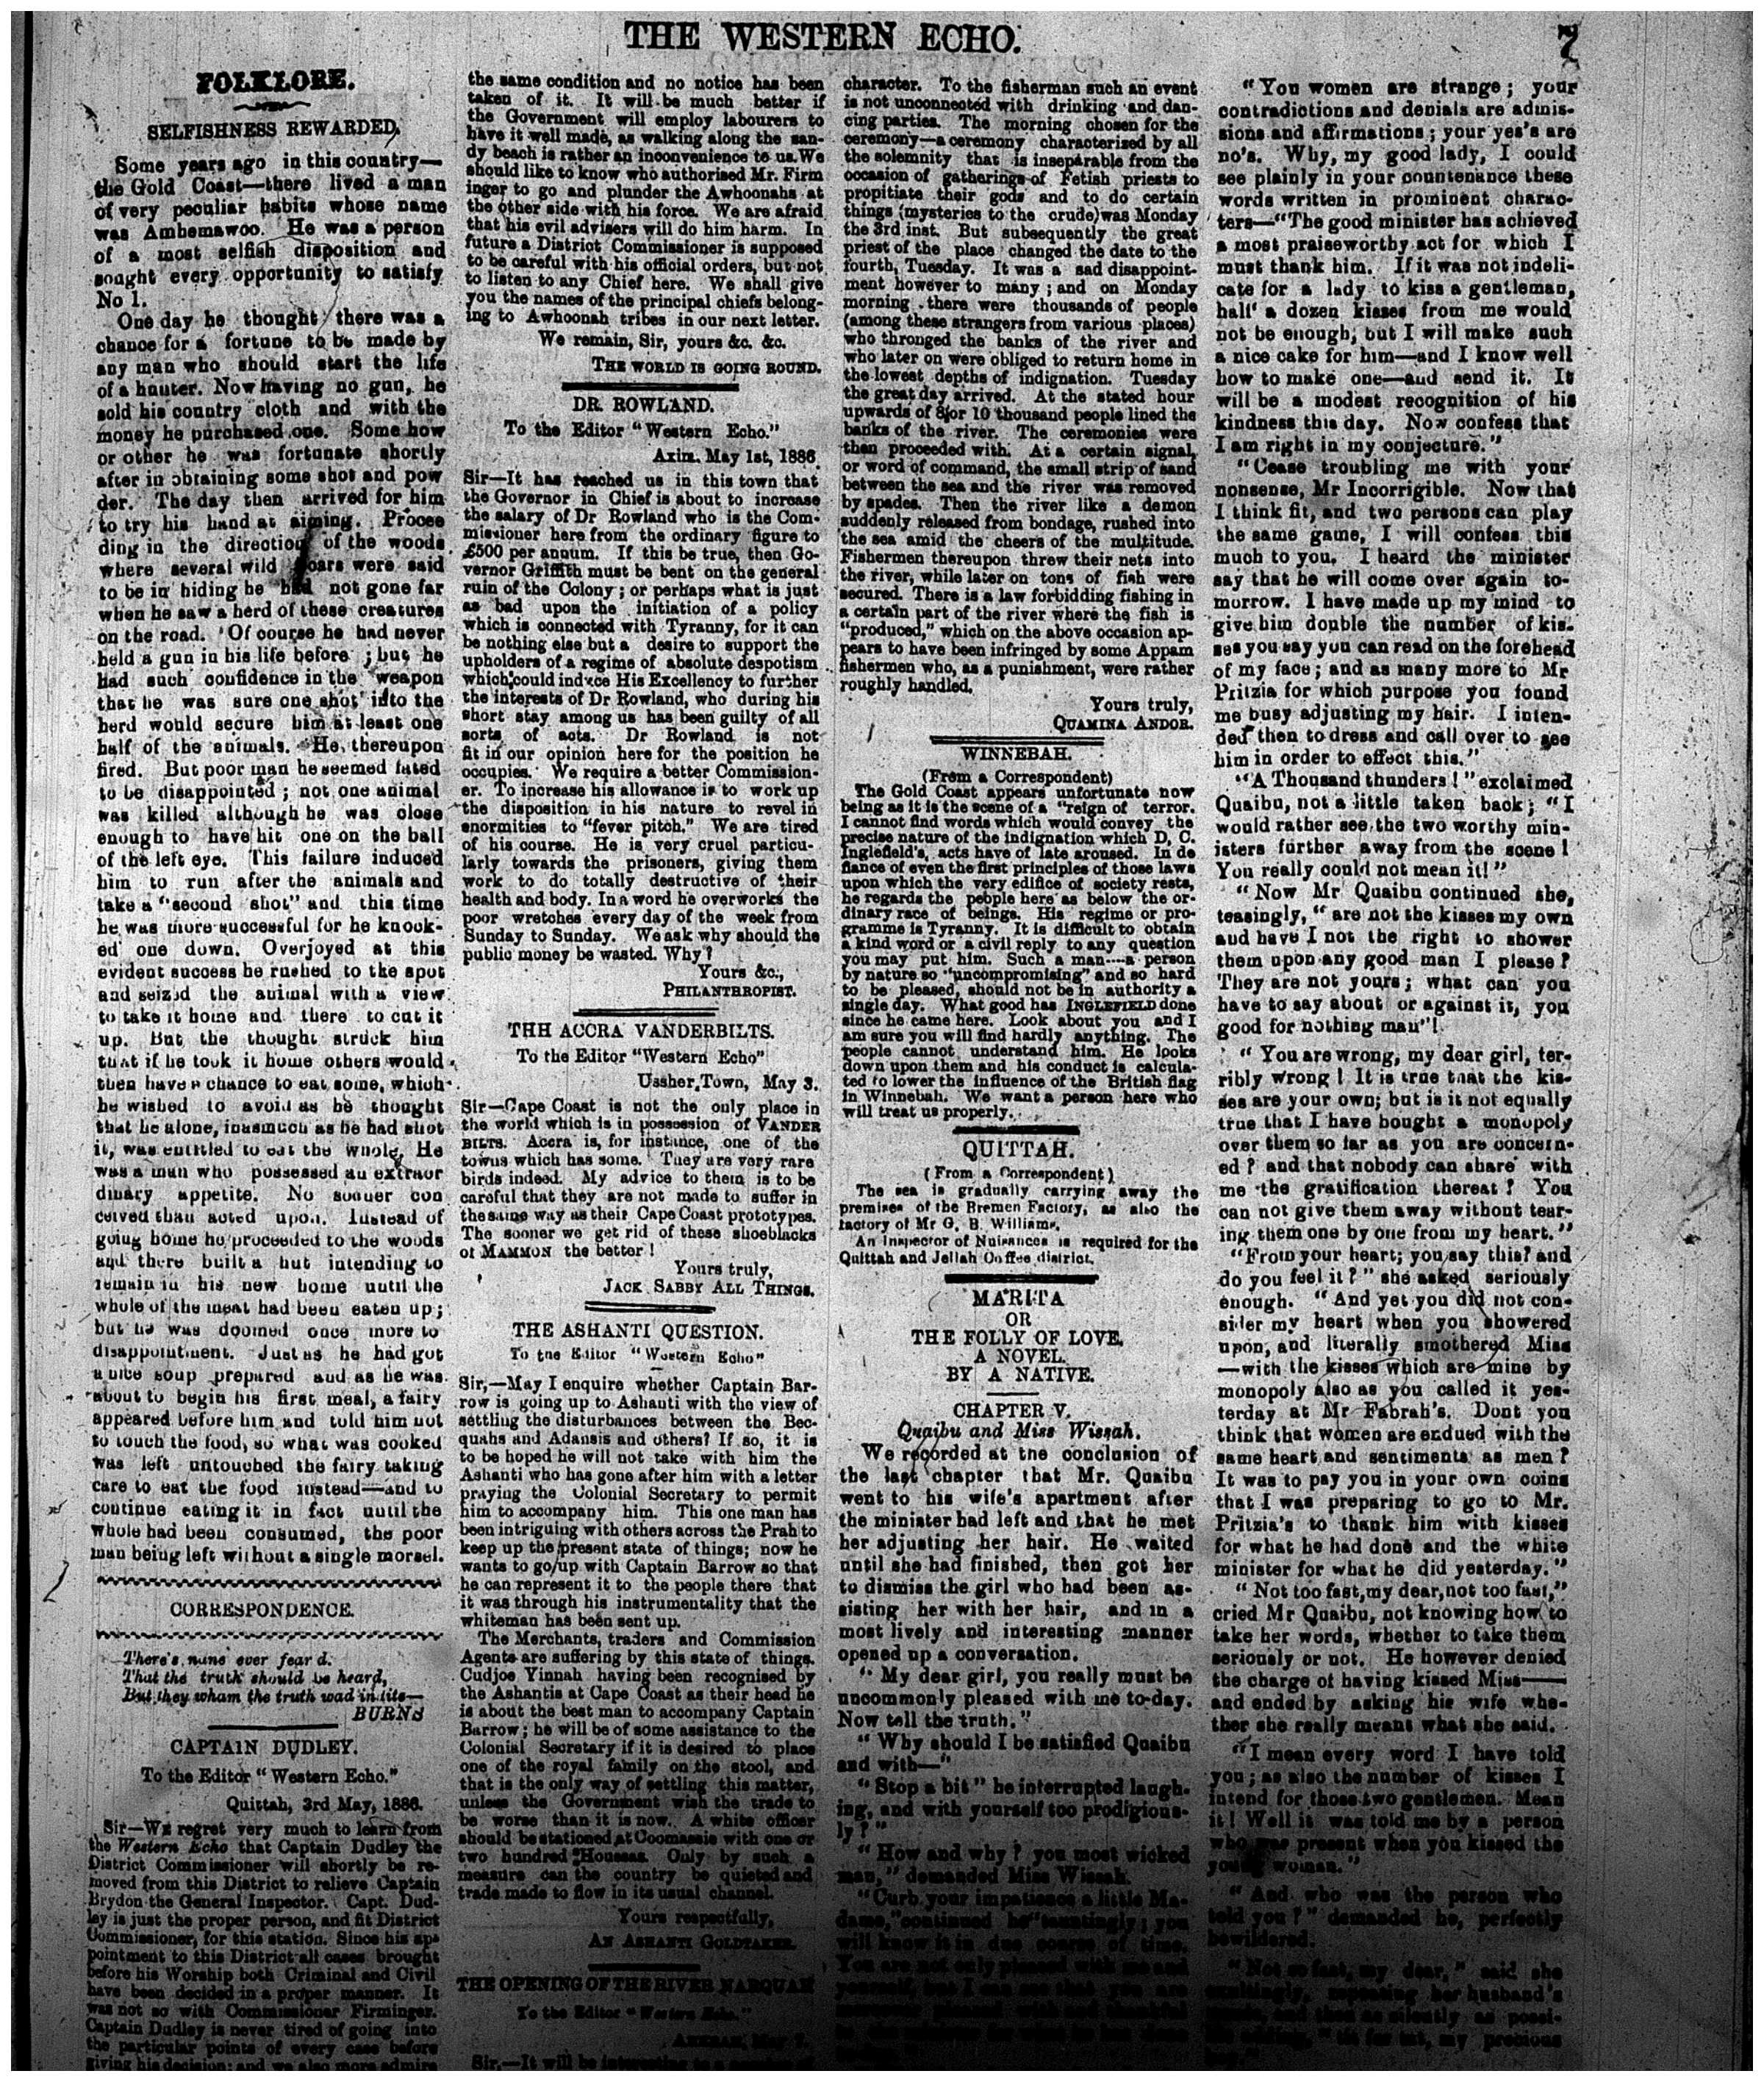 THE WESTERN ECHO.
7
FOLKLORE.
SELFISHNESS REWARDED.
Some years ago in this country—
the Gold Coast—there lived a man
of very peculiar habits whose name
was Ambemawoo. He was a person
of a most selfish disposition and
sought every opportunity to satisfy
No 1.
One day he thought there was a
chance for a fortune to be made by
any man who should start the life
of a hunter. Now having no gun, he
sold his country cloth and with the
money he purchased one. Some how
or other he was fortunate shortly
after in obtaining some shot and pow
der. The day then arrived for him
to try his hand at aiming. Procee
ding in the direction of the woods
where several wild boars were said
to be in hiding he had not gone far
when he saw a herd of these creatures
on the road. Of course he had never
held a gun in his life before ; but he
had such confidence in the weapon
that he was sure one shot into the
herd would secure him at least one
half of the animals. He, thereupon
fired. But poor man he seemed fated
to be disappointed ; not one animal
was killed although he was close
enough to have hit one on the ball
of the left eye. This failure induced
him to run after the animals and
take a "second shot" and this time
he was more successful for he knock-
ed one down. Overjoyed at this
evident success he rushed to the spot
and seized the animal with a view
to take it home and there to cut it
up. But the thought struck him
that if he took it home others would
then have a chance to eat some, which
he wished to avoid as he thought
that he alone, inasmuch as he had shot
it, was entitled to eat the whole. He
was a man who possessed an extraor
dinary appetite. No sooner con
ceived than acted upon. Instead of
going home he proceeded to the woods
and there built a hut intending to
remain in his new home until the
whole of the meat had been eaten up;
but he was doomed once more to
disappointment. Just as he had got
a nice soup prepared and as he was
about to begin his first meal, a fairy
appeared before him and told him not
to touch the food, so what was cooked
was left untouched the fairy taking
care to eat the food instead—and to
continue eating it in fact until the
whole had been consumed, the poor
man being left without a single morsel.
CORRESPONDENCE.
There's nane ever fear'd.
That the truth should be heard,
But they wham the truth wad indite—
BURNS
CAPTAIN DUDLEY.
To the Editor "Western Echo."
Quittah, 3rd May, 1886.
Sir—We regret very much to learn from
the Western Echo that Captain Dudley the
District Commissioner will shortly be re-
moved from this District to relieve Captain
Brydon the General Inspector. Capt. Dud-
ley is just the proper person, and fit District
Commissioner, for this station. Since his ap-
pointment to this District all cases brought
before his Worship both Criminal and Civil
have been decided in a proper manner. It
was not so with Commissioner Firminger.
Captain Dudley is never tired of going into
the particular points of every case before
giving his decision; and we also more admire
the same condition and no notice has been
taken of it. It will be much better if
the Government will employ labourers to
have it well made, as walking along the san-
dy beach is rather an inconvenience to us. We
should like to know who authorised Mr. Firm
inger to go and plunder the Awhoonahs at
the other side with his force. We are afraid
that his evil advisers will do him harm. In
future a District Commissioner is supposed
to be careful with his official orders, but not
to listen to any Chief here. We shall give
you the names of the principal chiefs belong-
ing to Awhoonah tribes in our next letter.
We remain, Sir, yours &c. &c.
THE WORLD IS GOING ROUND.
DR. ROWLAND.
To the Editor "Western Echo."
Axim. May 1st, 1886.
Sir—It has reached us in this town that
the Governor in Chief is about to increase
the salary of Dr Rowland who is the Com-
missioner here from the ordinary figure to
£500 per annum. If this be true, then Go-
vernor Griffith must be bent on the general
ruin of the Colony ; or perhaps what is just
as bad upon the initiation of a policy
which is connected with Tyranny, for it can
be nothing else but a desire to support the
upholders of a regime of absolute despotism
which could induce His Excellency to further
the interests of Dr Rowland, who during his
short stay among us has been guilty of all
sorts of acts. Dr Rowland is not
fit in our opinion here for the position he
occupies. We require a better Commission-
er. To increase his allowance is to work up
the disposition in his nature to revel in
enormities to "fever pitch." We are tired
of his course. He is very cruel particu-
larly towards the prisoners, giving them
work to do totally destructive of their
health and body. In a word he overworks the
poor wretches every day of the week from
Sunday to Sunday. We ask why should the
public money be wasted. Why?
Yours &c.,
PHILANTHROPIST.
THH ACCRA VANDERBILTS.
To the Editor "Western Echo"
Ussher Town, May 3.
Sir—Cape Coast is not the only place in
the world which is in possession of VANDER
BILTS. Accra is, for instance, one of the
towns which has some. They are very rare
birds indeed. My advice to them is to be
careful that they are not made to suffer in
the same way as their Cape Coast prototypes.
The sooner we get rid of these shoeblacks
of MAMMON the better !
Yours truly,
JACK SABBY ALL THINGS.
THE ASHANTI QUESTION.
To the Editor "Western Echo"
Sir,—May I enquire whether Captain Bar-
row is going up to Ashanti with the view of
settling the disturbances between the Bec-
quahs and Adansis and others? If so, it is
to be hoped he will not take with him the
Ashanti who has gone after him with a letter
praying the Colonial Secretary to permit
him to accompany him. This one man has
been intriguing with others across the Prah to
keep up the present state of things; now he
wants to go up with Captain Barrow so that
he can represent it to the people there that
it was through his instrumentality that the
whiteman has been sent up.
The Merchants, traders and Commission
Agents are suffering by this state of things.
Cudjoe Yinnah having been recognised by
the Ashantis at Cape Coast as their head he
is about the best man to accompany Captain
Barrow ; he will be of some assistance to the
Colonial Secretary if it is desired to place
one of the royal family on the stool, and
that is the only way of settling this matter,
unless the Government wish the trade to
be worse than it is now. A white officer
should be stationed at Coomassie with one or
two hundred Houssas. Only by such a
measure can the country be quieted and
trade made to flow in its usual channel.
Yours respectfully,
AN ASHANTI GOLDTAKER.
THE OPENING OF THE RIVER NARQUAH
To the Editor "Western Echo."
Sir,—It will be
character. To the fisherman such an event
is not unconnected with drinking and dan-
cing parties. The morning chosen for the
ceremony—a ceremony characterized by all
the solemnity that is inseparable from the
occasion of gatherings of Fetish priests to
propitiate their gods and to do certain
things (mysteries to the crude) was Monday
the 3rd inst. But subsequently the great
priest of the place changed the date to the
fourth, Tuesday. It was a sad disappoint-
ment however to many ; and on Monday
morning there were thousands of people
(among these strangers from various places)
who thronged the banks of the river and
who later on were obliged to return home in
the lowest depths of indignation. Tuesday
the great day arrived. At the stated hour
upwards of 8 or 10 thousand people lined the
banks of the river. The ceremonies were
then proceeded with. At a certain signal,
or word of command, the small strip of sand
between the sea and the river was removed
by spades. Then the river like a demon
suddenly released from bondage, rushed into
the sea amid the cheers of the multitude.
Fishermen thereupon threw their nets into
the river, while later on tons of fish were
secured. There is a law forbidding fishing in
a certain part of the river where the fish is
"produced," which on the above occasion ap-
pears to have been infringed by some Appam
fishermen who, as a punishment, were rather
roughly handled.
Yours truly,
QUAMINA ANDOR.
WINNEBAH.
(From a Correspondent)
The Gold Coast appears unfortunate now
being as it is the scene of a "reign of terror.
I cannot find words which would convey the
precise nature of the indignation which D. C.
Inglefield's, acts have of late aroused. In de
fiance of even the first principles of those laws
upon which the very edifice of society rests,
he regards the people here as below the or-
dinary race of beings. His regime or pro-
gramme is Tyranny. It is difficult to obtain
a kind word or a civil reply to any question
you may put him. Such a man----a person
by nature so "uncompromising" and so hard
to be pleased, should not be in authority a
single day. What good has INGLEFIELD done
since he came here. Look about you and I
am sure you will find hardly anything. The
people cannot understand him. He looks
down upon them and his conduct is calcula-
ted to lower the influence of the British flag
in Winnebah. We want a person here who
will treat us properly.
QUITTAH.
(From a Correspondent)
The sea is gradually carrying away the
premises of the Bremen Factory, as also the
factory of Mr G. B. Williams.
An Inspector of Nuisances is required for the
Quittah and Jellah Coffee district.
MARITA
OR
THE FOLLY OF LOVE.
A NOVEL.
BY A NATIVE.
CHAPTER V.
Quaibu and Miss Wissah.
We recorded at the conclusion of
the last chapter that Mr. Quaibu
went to his wife's apartment after
the minister had left and that he met
her adjusting her hair. He waited
until she had finished, then got her
to dismiss the girl who had been as-
sisting her with her hair, and in a
most lively and interesting manner
opened up a conversation.
"My dear girl, you really must be
uncommonly pleased with me to-day.
Now tell the truth."
"Why should I be satisfied Quaibu
and with—"
"Stop a bit" he interrupted laugh-
ing, and with yourself too prodigious-
ly?"
"How and why? you most wicked
man," demanded Miss Wissah.
"Curb your impatience a little Ma-
dame," continued he tauntingly; you
will know it in due course of time.
You are not only pleased with me and
"You women are strange ; your
contradictions and denials are admis-
sions and affirmations ; your yes's are
no's. Why, my good lady, I could
see plainly in your countenance these
words written in prominent charac-
ters—"The good minister has achieved
a most praiseworthy act for which I
must thank him. If it was not indeli-
cate for a lady to kiss a gentleman,
half a dozen kisses from me would
not be enough, but I will make such
a nice cake for him—and I know well
how to make one—and send it. It
will be a modest recognition of his
kindness this day. Now confess that
I am right in my conjecture."
"Cease troubling me with your
nonsense, Mr Incorrigible. Now that
I think fit, and two persons can play
the same game, I will confess this
much to you. I heard the minister
say that he will come over again to-
morrow. I have made up my mind to
give him double the number of kis-
ses you say you can read on the forehead
of my face ; and as many more to Mr
Pritzia for which purpose you found
me busy adjusting my hair. I inten-
ded then to dress and call over to see
him in order to effect this."
"A Thousand thunders!" exclaimed
Quaibu, not a little taken back ; "I
would rather see the two worthy min-
isters further away from the scene !
You really could not mean it!"
"Now Mr Quaibu continued she,
teasingly, "are not the kisses my own
and have I not the right to shower
them upon any good man I please ?
They are not yours ; what can you
have to say about or against it, you
good for nothing man"!
"You are wrong, my dear girl, ter-
ribly wrong ! It is true that the kis-
ses are your own; but is it not equally
true that I have bought a monopoly
over them so far as you are concern-
ed ? and that nobody can share with
me the gratification thereat ! You
can not give them away without tear-
ing them one by one from my heart."
"From your heart; you say this? and
do you feel it?" she asked seriously
enough. "And yet you did not con-
sider my heart when you showered
upon, and literally smothered Miss
—with the kisses which are mine by
monopoly also as you called it yes-
terday at Mr Fabrah's. Dont you
think that women are endued with the
same heart and sentiments as men ?
It was to pay you in your own coins
that I was preparing to go to Mr.
Pritzia's to thank him with kisses
for what he had done and the white
minister for what he did yesterday."
"Not too fast, my dear, not too fast,"
cried Mr Quaibu, not knowing how to
take her words, whether to take them
seriously or not. He however denied
the charge of having kissed Miss——
and ended by asking his wife whe-
ther she really meant what she said.
"I mean every word I have told
you ; as also the number of kisses I
intend for those two gentlemen. Mean
it! Well it was told me by a person
who was present when you kissed the
young woman."
"And who was the person who
told you?" demanded he, perfectly
bewildered.
"Not so fast, my dear," said she
repeating her husband's
my precious